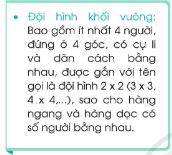 • Đội hình khối vuông:
Bao gồm ít nhất 4 người,
đứng ở 4 góc, có cự li
và dãn cách bằng
nhau, được gắn với tên
gọi là đội hình 2 x 2 (3 x 3,
4 x 4,...), sao cho hàng
ngang và hàng dọc có
số người bằng nhau.